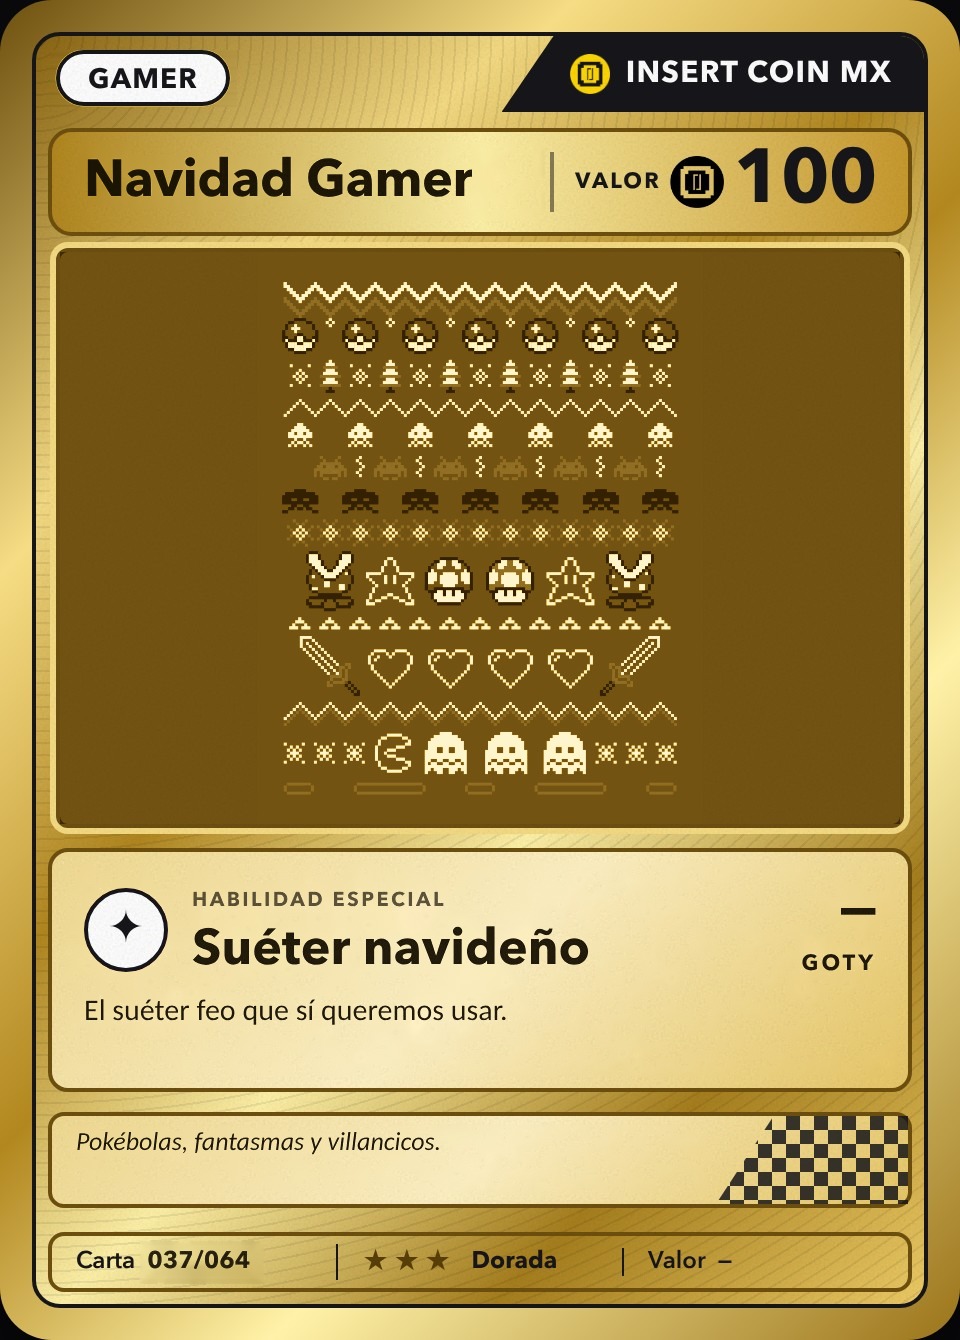 GAMER
INSERT COIN MX
Navidad Gamer
VALOR 100
HABILIDAD ESPECIAL
Suéter navideño
–
GOTY
El suéter feo que sí queremos usar.
Pokébolas, fantasmas y villancicos.
Carta 037/064
★★★ Dorada
Valor –